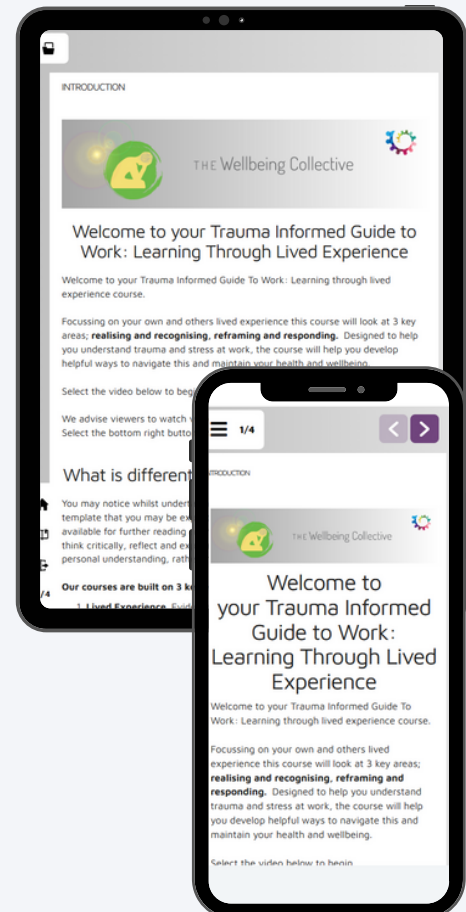 INTRODUCTION
THE Wellbeing Collective
Welcome to your Trauma Informed Guide to
Work: Learning Through Lived Experience
Welcome to your Trauma Informed Guide To Work: Learning through lived
experience course.
Focussing on your own and others lived experience this course will look at 3 key
areas; realising and recognising, reframing and responding. Designed to help
you understand trauma and stress at work, the course will help you develop
helpful ways to navigate this and maintain your health and wellbeing.
Select the video below to beg
We advise viewers to watch
Select the bottom right butto
What is different
You may notice whilst undert
template that you may be ex
available for further reading
think critically, reflect and ex
personal understanding, rath
Our courses are built on 3 k
1. Lived Experience. Evid
/4
1/4
INTRODUCTION
THE Wellbeing Collective
Welcome to
your Trauma Informed
Guide to Work:
Learning Through Lived
Experience
Welcome to your Trauma Informed Guide To
Work: Learning through lived experience course.
Focussing on your own and others lived
experience this course will look at 3 key areas;
realising and recognising, reframing and
responding. Designed to help you understand
trauma and stress at work, the course will help
you develop helpful ways to navigate this and
maintain your health and wellbeing.
Select the video below to begin